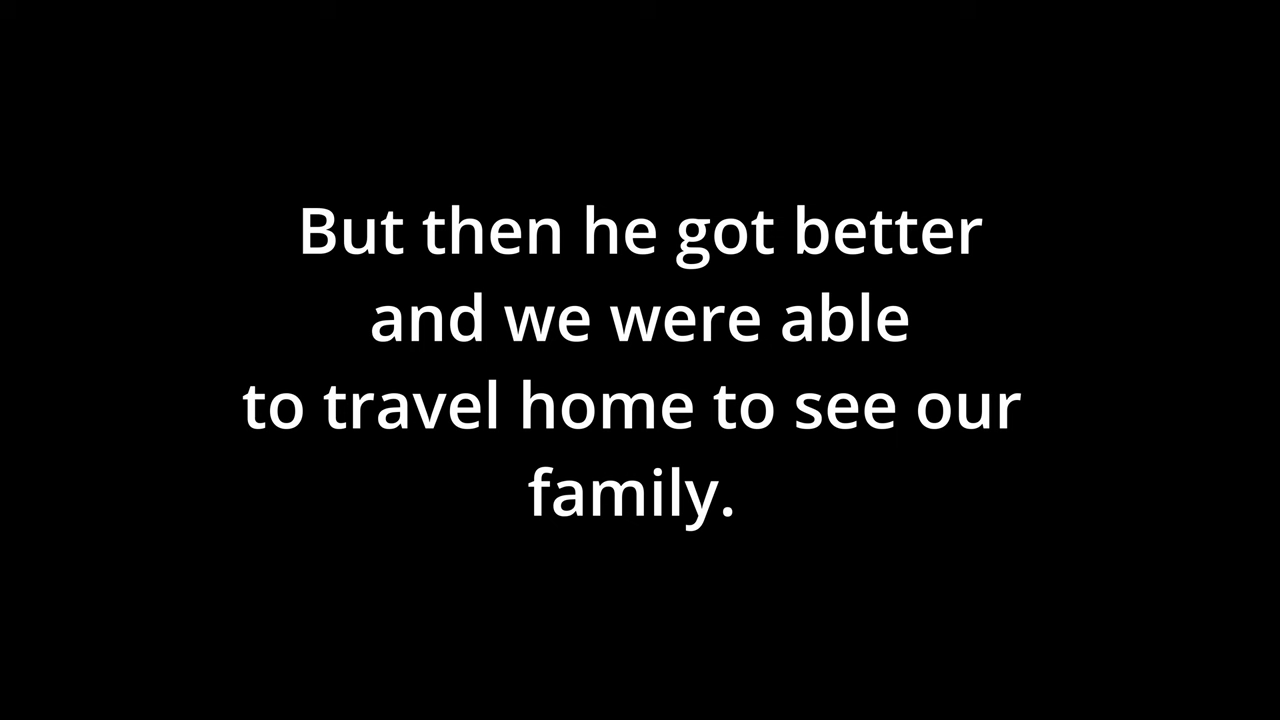 But then he got better
and we were able
to travel home to see our
family.